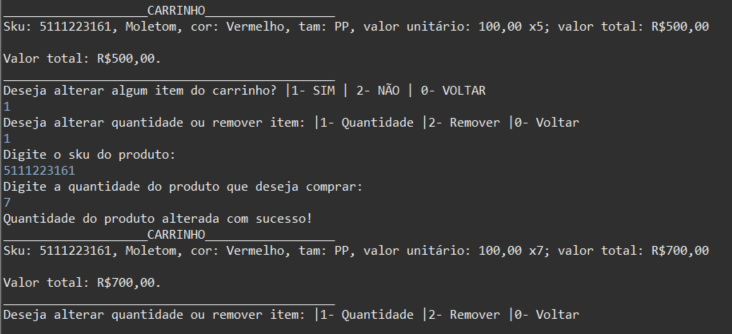 ___________________CARRINHO_________________
Sku: 5111223161, Moletom, cor: Vermelho, tam: PP, valor unitário: 100,00 x5; valor total: R$500,00
Valor total: R$500,00.
____________________________________________
Deseja alterar algum item do carrinho? |1- SIM | 2- NÃO | 0- VOLTAR
1
Deseja alterar quantidade ou remover item: |1- Quantidade |2- Remover |0- Voltar
1
Digite o sku do produto:
5111223161
Digite a quantidade do produto que deseja comprar:
7
Quantidade do produto alterada com sucesso!
___________________CARRINHO_________________
Sku: 5111223161, Moletom, cor: Vermelho, tam: PP, valor unitário: 100,00 x7; valor total: R$700,00
Valor total: R$700,00.
____________________________________________
Deseja alterar quantidade ou remover item: |1- Quantidade |2- Remover |0- Voltar